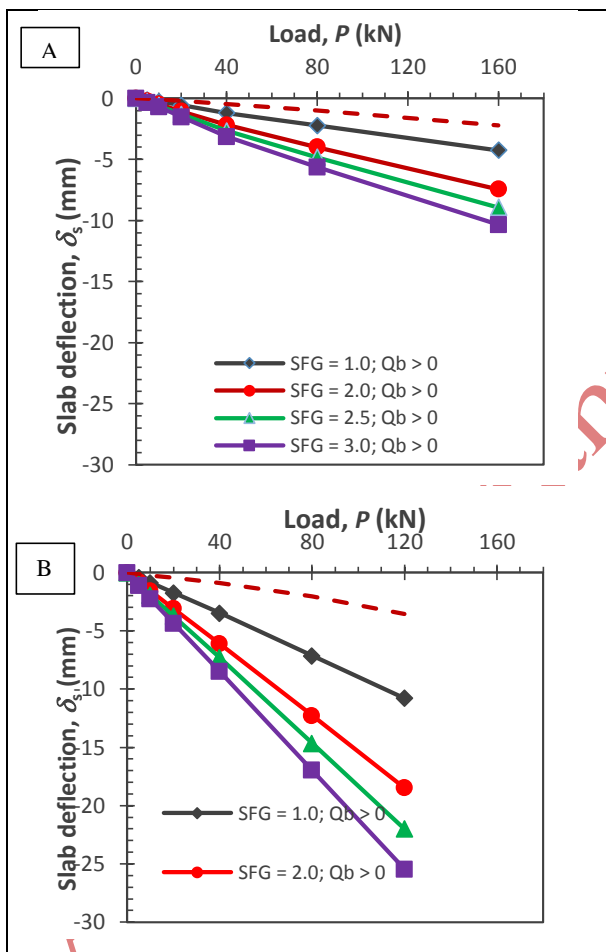 A
Load, P (kN)
0 40 80 120 160
0
-5
-10
-15
-20
-25
-30
Slab deflection, δs (mm)
SFG = 1.0; Qb > 0
SFG = 2.0; Qb > 0
SFG = 2.5; Qb > 0
SFG = 3.0; Qb > 0
B
Load, P (kN)
0 40 80 120 160
0
-5
-10
-15
-20
-25
-30
Slab deflection, δs, (mm)
SFG = 1.0; Qb > 0
SFG = 2.0; Qb > 0